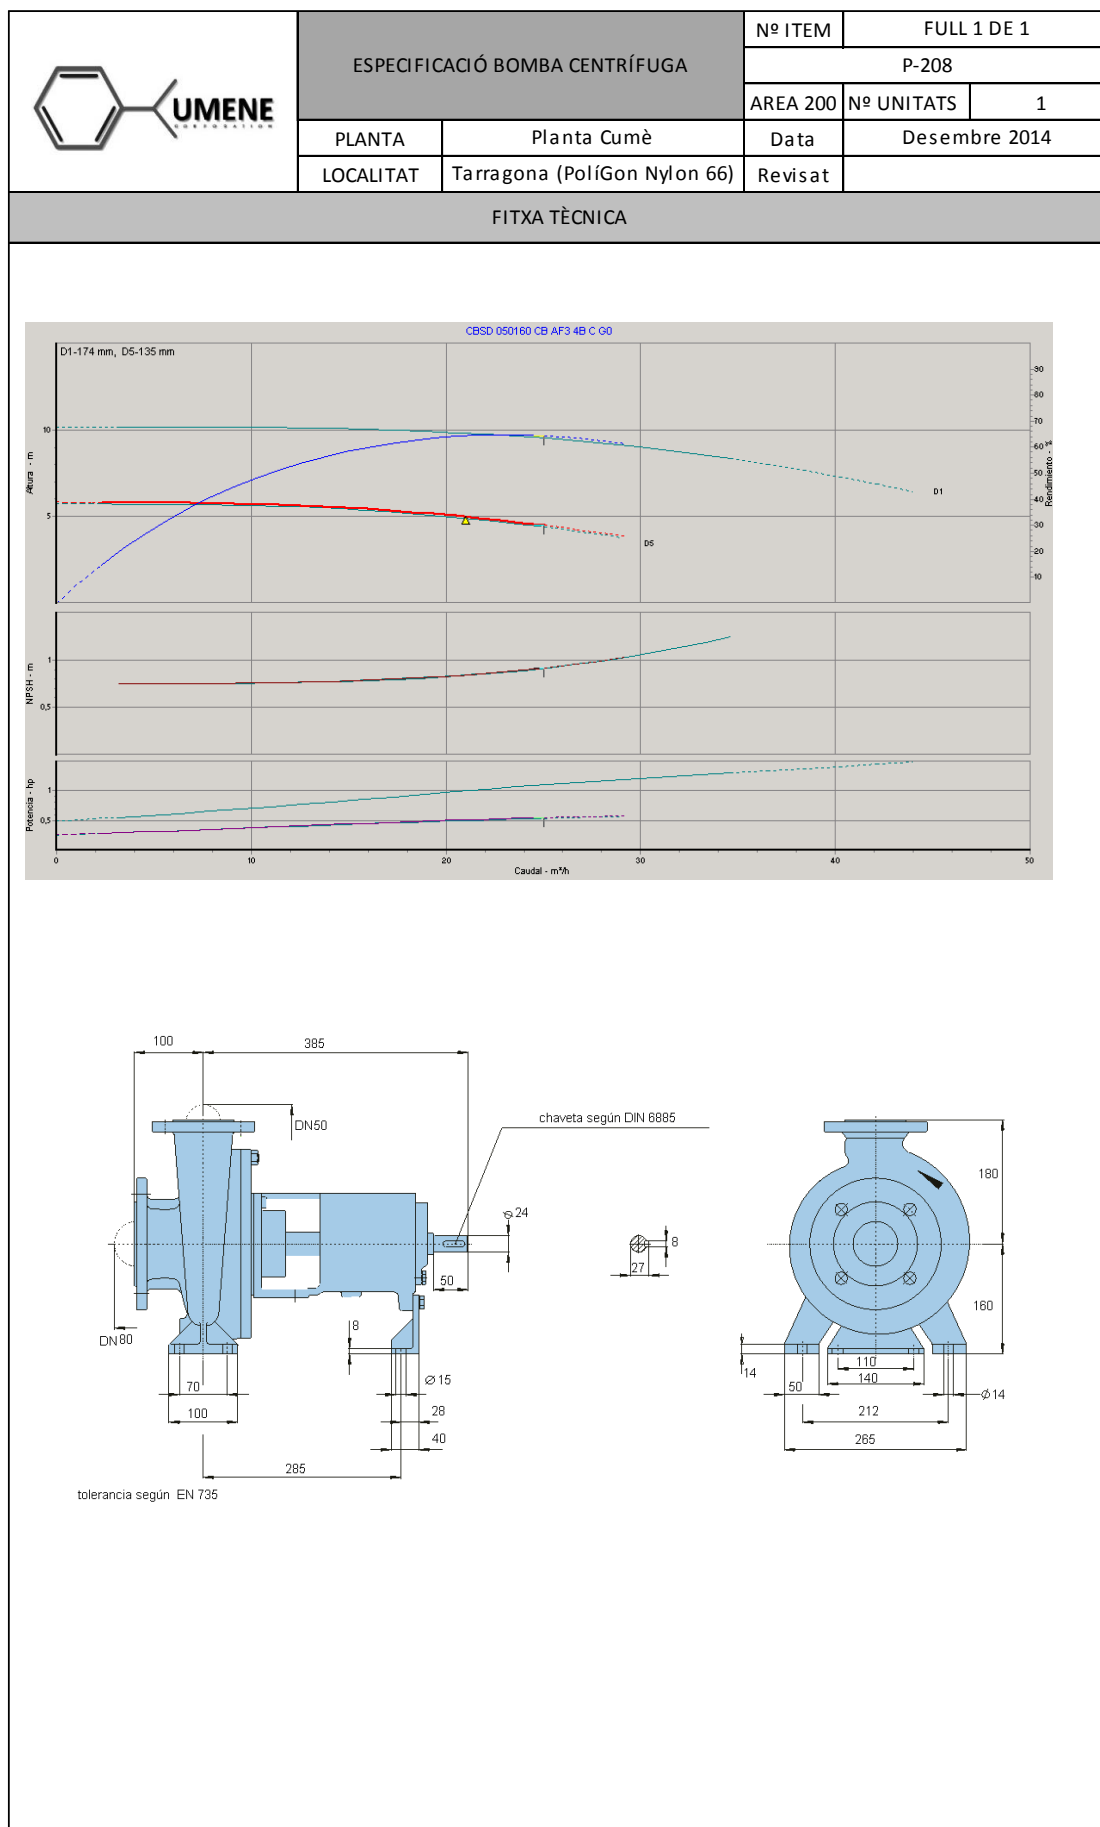 UMENE
CORPORATION
ESPECIFICACIÓ BOMBA CENTRÍFUGA
Nº ITEM
FULL 1 DE 1
P-208
AREA 200
Nº UNITATS
1
PLANTA
Planta Cumè
Data
Desembre 2014
LOCALITAT
Tarragona (PolíGon Nylon 66)
Revisat
FITXA TÈCNICA
CBSD 050160 CB AF3 4B C G0
D1-174 mm, D5-135 mm
Altura - m
10
5
Rendimiento - %
90
80
70
60
50
40
30
20
10
D1
D5
NPSH - m
1
0,5
Potencia - hp
1
0,5
0
10
20
30
40
50
Caudal - m³/h
100
385
DN50
chaveta según DIN 6885
∅24
50
DN80
8
∅15
70
100
28
40
285
tolerancia según EN 735
8
27
180
160
14
50
110
140
∅14
212
265